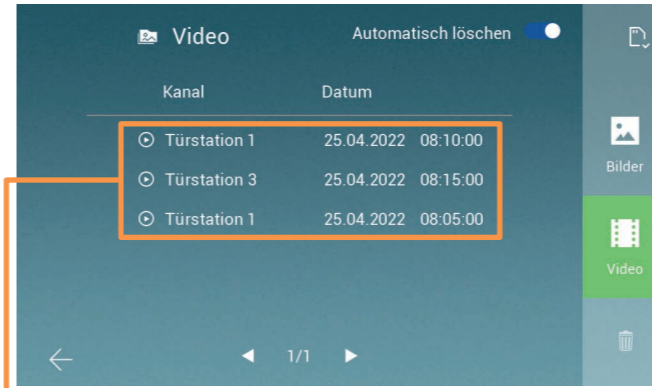 Video
Automatisch löschen
Kanal Datum
Türstation 1 25.04.2022 08:10:00
Türstation 3 25.04.2022 08:15:00
Türstation 1 25.04.2022 08:05:00
1/1
Bilder
Video